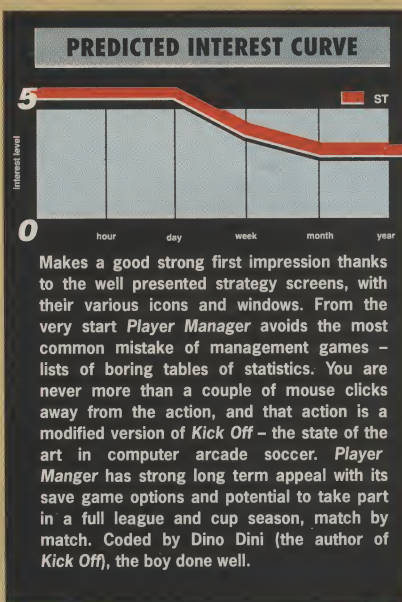 PREDICTED INTEREST CURVE
5
ST
Interest level
0
hour day week month year
Makes a good strong first impression thanks
to the well presented strategy screens, with
their various icons and windows. From the
very start Player Manager avoids the most
common mistake of management games –
lists of boring tables of statistics. You are
never more than a couple of mouse clicks
away from the action, and that action is a
modified version of Kick Off – the state of the
art in computer arcade soccer. Player
Manger has strong long term appeal with its
save game options and potential to take part
in a full league and cup season, match by
match. Coded by Dino Dini (the author of
Kick Off), the boy done well.